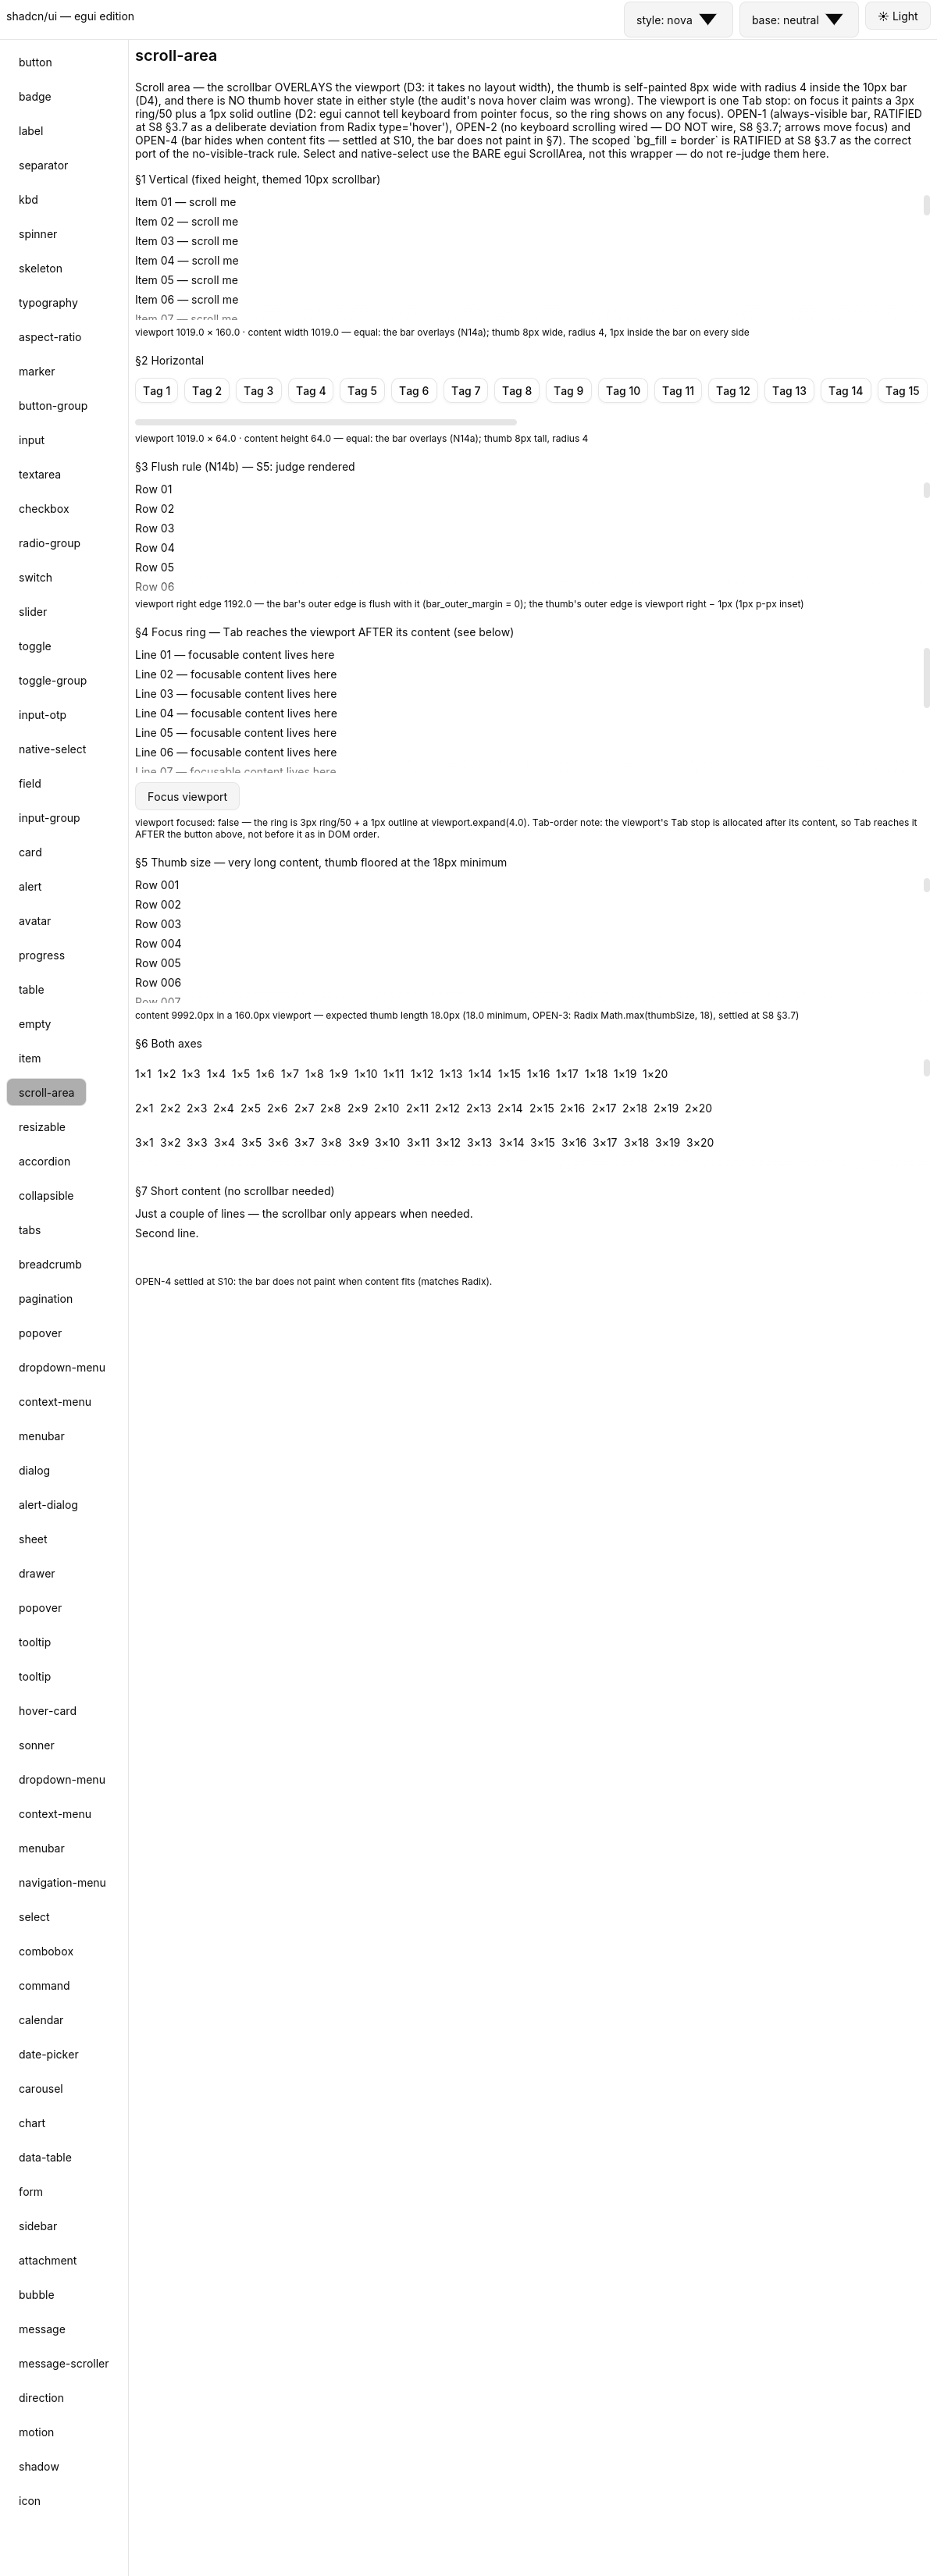 shadcn/ui — egui edition
style: nova
base: neutral
☀ Light
button
badge
label
separator
kbd
spinner
skeleton
typography
aspect-ratio
marker
button-group
input
textarea
checkbox
radio-group
switch
slider
toggle
toggle-group
input-otp
native-select
field
input-group
card
alert
avatar
progress
table
empty
item
scroll-area
resizable
accordion
collapsible
tabs
breadcrumb
pagination
popover
dropdown-menu
context-menu
menubar
dialog
alert-dialog
sheet
drawer
popover
tooltip
tooltip
hover-card
sonner
dropdown-menu
context-menu
menubar
navigation-menu
select
combobox
command
calendar
date-picker
carousel
chart
data-table
form
sidebar
attachment
bubble
message
message-scroller
direction
motion
shadow
icon
scroll-area
Scroll area — the scrollbar OVERLAYS the viewport (D3: it takes no layout width), the thumb is self-painted 8px wide with radius 4 inside the 10px bar
(D4), and there is NO thumb hover state in either style (the audit's nova hover claim was wrong). The viewport is one Tab stop: on focus it paints a 3px
ring/50 plus a 1px solid outline (D2: egui cannot tell keyboard from pointer focus, so the ring shows on any focus). OPEN-1 (always-visible bar, RATIFIED
at S8 §3.7 as a deliberate deviation from Radix type='hover'), OPEN-2 (no keyboard scrolling wired — DO NOT wire, S8 §3.7; arrows move focus) and
OPEN-4 (bar hides when content fits — settled at S10, the bar does not paint in §7). The scoped `bg_fill = border` is RATIFIED at S8 §3.7 as the correct
port of the no-visible-track rule. Select and native-select use the BARE egui ScrollArea, not this wrapper — do not re-judge them here.
§1 Vertical (fixed height, themed 10px scrollbar)
Item 01 — scroll me
Item 02 — scroll me
Item 03 — scroll me
Item 04 — scroll me
Item 05 — scroll me
Item 06 — scroll me
Item 07 — scroll me
viewport 1019.0 × 160.0 · content width 1019.0 — equal: the bar overlays (N14a); thumb 8px wide, radius 4, 1px inside the bar on every side
§2 Horizontal
Tag 1 Tag 2 Tag 3 Tag 4 Tag 5 Tag 6 Tag 7 Tag 8 Tag 9 Tag 10 Tag 11 Tag 12 Tag 13 Tag 14 Tag 15
viewport 1019.0 × 64.0 · content height 64.0 — equal: the bar overlays (N14a); thumb 8px tall, radius 4
§3 Flush rule (N14b) — S5: judge rendered
Row 01
Row 02
Row 03
Row 04
Row 05
Row 06
viewport right edge 1192.0 — the bar's outer edge is flush with it (bar_outer_margin = 0); the thumb's outer edge is viewport right − 1px (1px p-px inset)
§4 Focus ring — Tab reaches the viewport AFTER its content (see below)
Line 01 — focusable content lives here
Line 02 — focusable content lives here
Line 03 — focusable content lives here
Line 04 — focusable content lives here
Line 05 — focusable content lives here
Line 06 — focusable content lives here
Line 07 — focusable content lives here
Focus viewport
viewport focused: false — the ring is 3px ring/50 + a 1px outline at viewport.expand(4.0). Tab-order note: the viewport's Tab stop is allocated after its content, so Tab reaches it
AFTER the button above, not before it as in DOM order.
§5 Thumb size — very long content, thumb floored at the 18px minimum
Row 001
Row 002
Row 003
Row 004
Row 005
Row 006
Row 007
content 9992.0px in a 160.0px viewport — expected thumb length 18.0px (18.0 minimum, OPEN-3: Radix Math.max(thumbSize, 18), settled at S8 §3.7)
§6 Both axes
1×1 1×2 1×3 1×4 1×5 1×6 1×7 1×8 1×9 1×10 1×11 1×12 1×13 1×14 1×15 1×16 1×17 1×18 1×19 1×20
2×1 2×2 2×3 2×4 2×5 2×6 2×7 2×8 2×9 2×10 2×11 2×12 2×13 2×14 2×15 2×16 2×17 2×18 2×19 2×20
3×1 3×2 3×3 3×4 3×5 3×6 3×7 3×8 3×9 3×10 3×11 3×12 3×13 3×14 3×15 3×16 3×17 3×18 3×19 3×20
§7 Short content (no scrollbar needed)
Just a couple of lines — the scrollbar only appears when needed.
Second line.
OPEN-4 settled at S10: the bar does not paint when content fits (matches Radix).